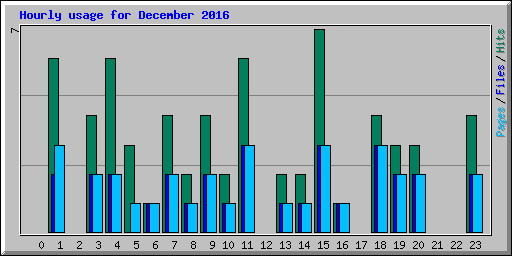 Hourly usage for December 2016
7
Pages/Files/Hits
0 1 2 3 4 5 6 7 8 9 10 11 12 13 14 15 16 17 18 19 20 21 22 23